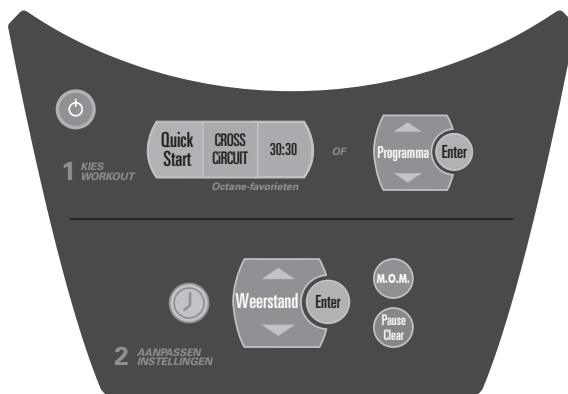 Quick Start
CROSS CiRCUIT
30:30
OF
Programma
Enter
1 KIES WORKOUT
Octane-favorieten
Weerstand
Enter
M.O.M.
Pause Clear
2 AANPASSEN INSTELLINGEN